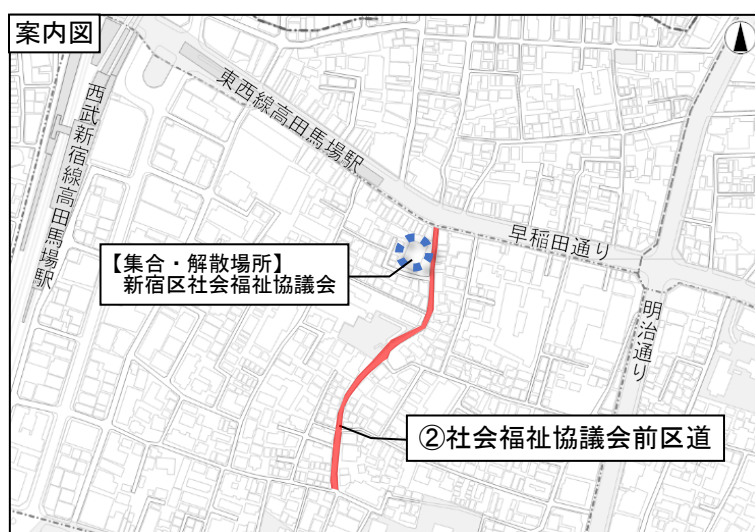 案内図
東西線高田馬場駅
西武新宿線高田馬場駅
早稲田通り
【集合・解散場所】
新宿区社会福祉協議会
明治通り
②社会福祉協議会前区道